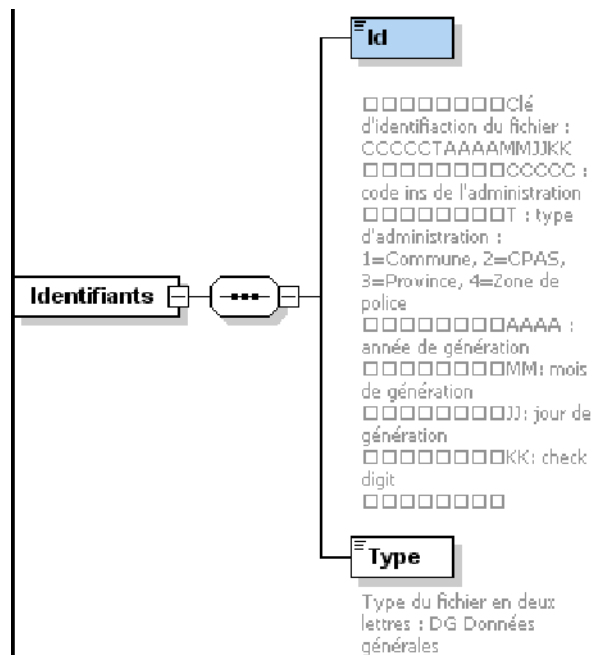 Id
□□□□□□□□Clé
d'identifiaction du fichier :
CCCCCTAAAAMMJJKK
□□□□□□□□CCCCC :
code ins de l'administration
□□□□□□□□T : type
d'administration :
1=Commune, 2=CPAS,
3=Province, 4=Zone de
police
□□□□□□□□AAAA :
année de génération
□□□□□□□□MM: mois
de génération
□□□□□□□□JJ: jour de
génération
□□□□□□□□KK: check
digit
□□□□□□□□
Identifiants
Type
Type du fichier en deux
lettres : DG Données
générales